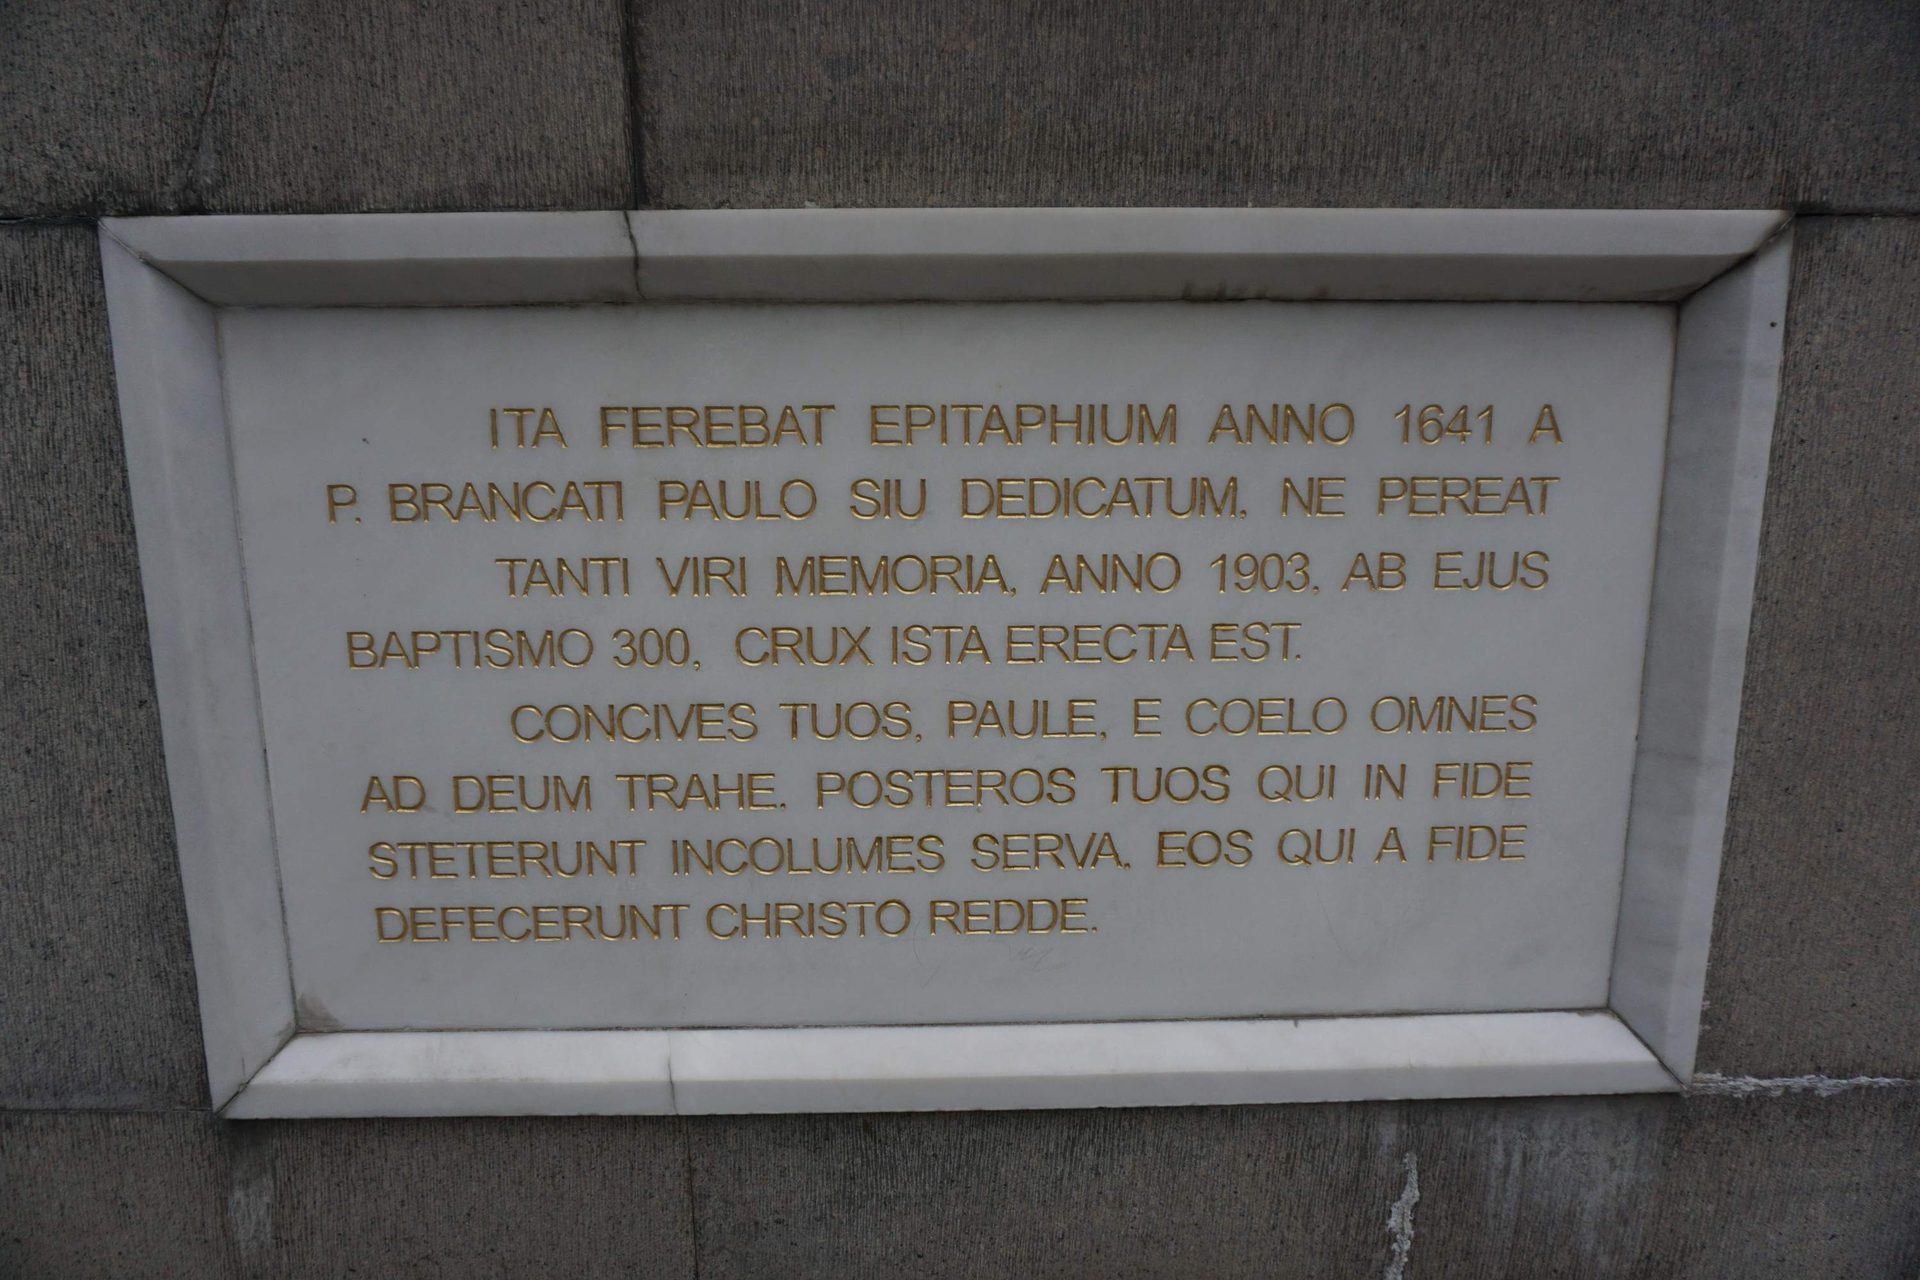 ITA FEREBAT EPITAPHIUM ANNO 1641 A
P. BRANCATI PAULO SIU DEDICATUM, NE PEREAT
TANTI VIRI MEMORIA, ANNO 1903, AB EJUS
BAPTISMO 300, CRUX ISTA ERECTA EST.
CONCIVES TUOS, PAULE, E COELO OMNES
AD DEUM TRAHE. POSTEROS TUOS QUI IN FIDE
STETERUNT INCOLUMES SERVA, EOS QUI A FIDE
DEFECERUNT CHRISTO REDDE.